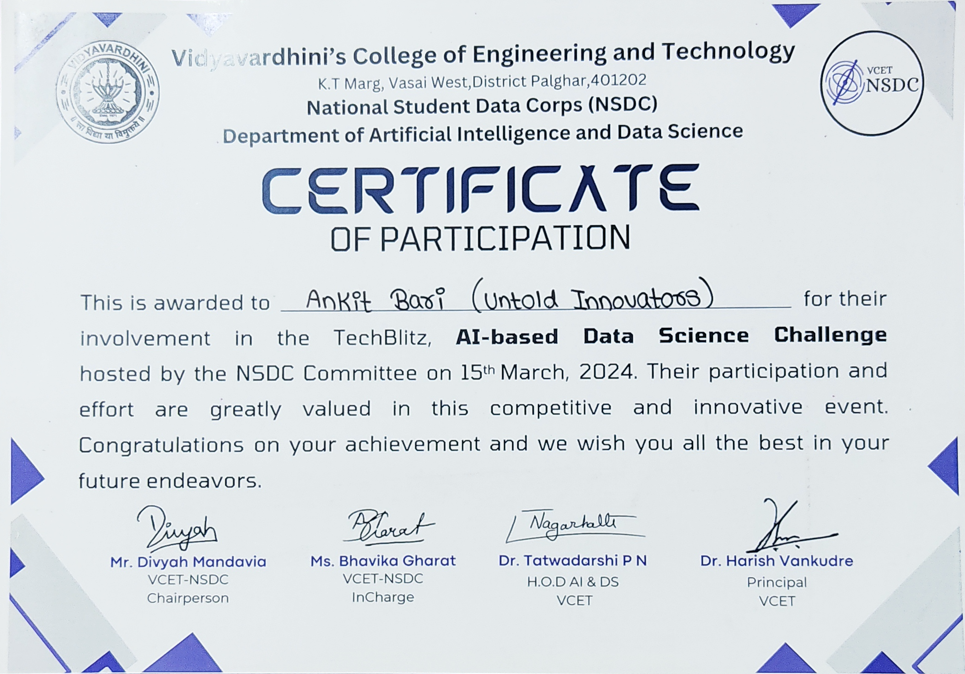 VIDYAVARDHINI
॥ सा विद्या या विमुक्तये ॥
Vidyavardhini's College of Engineering and Technology
K.T Marg, Vasai West,District Palghar,401202
National Student Data Corps (NSDC)
Department of Artificial Intelligence and Data Science
VCET
NSDC
CERTIFICATE
OF PARTICIPATION
This is awarded to Ankit Bari (Untold Innovators) for their
involvement in the TechBlitz, AI-based Data Science Challenge
hosted by the NSDC Committee on 15th March, 2024. Their participation and
effort are greatly valued in this competitive and innovative event.
Congratulations on your achievement and we wish you all the best in your
future endeavors.
Divyah
BGharat
Nagarhalli
Mr. Divyah Mandavia
VCET-NSDC
Chairperson
Ms. Bhavika Gharat
VCET-NSDC
InCharge
Dr. Tatwadarshi P N
H.O.D AI & DS
VCET
Dr. Harish Vankudre
Principal
VCET